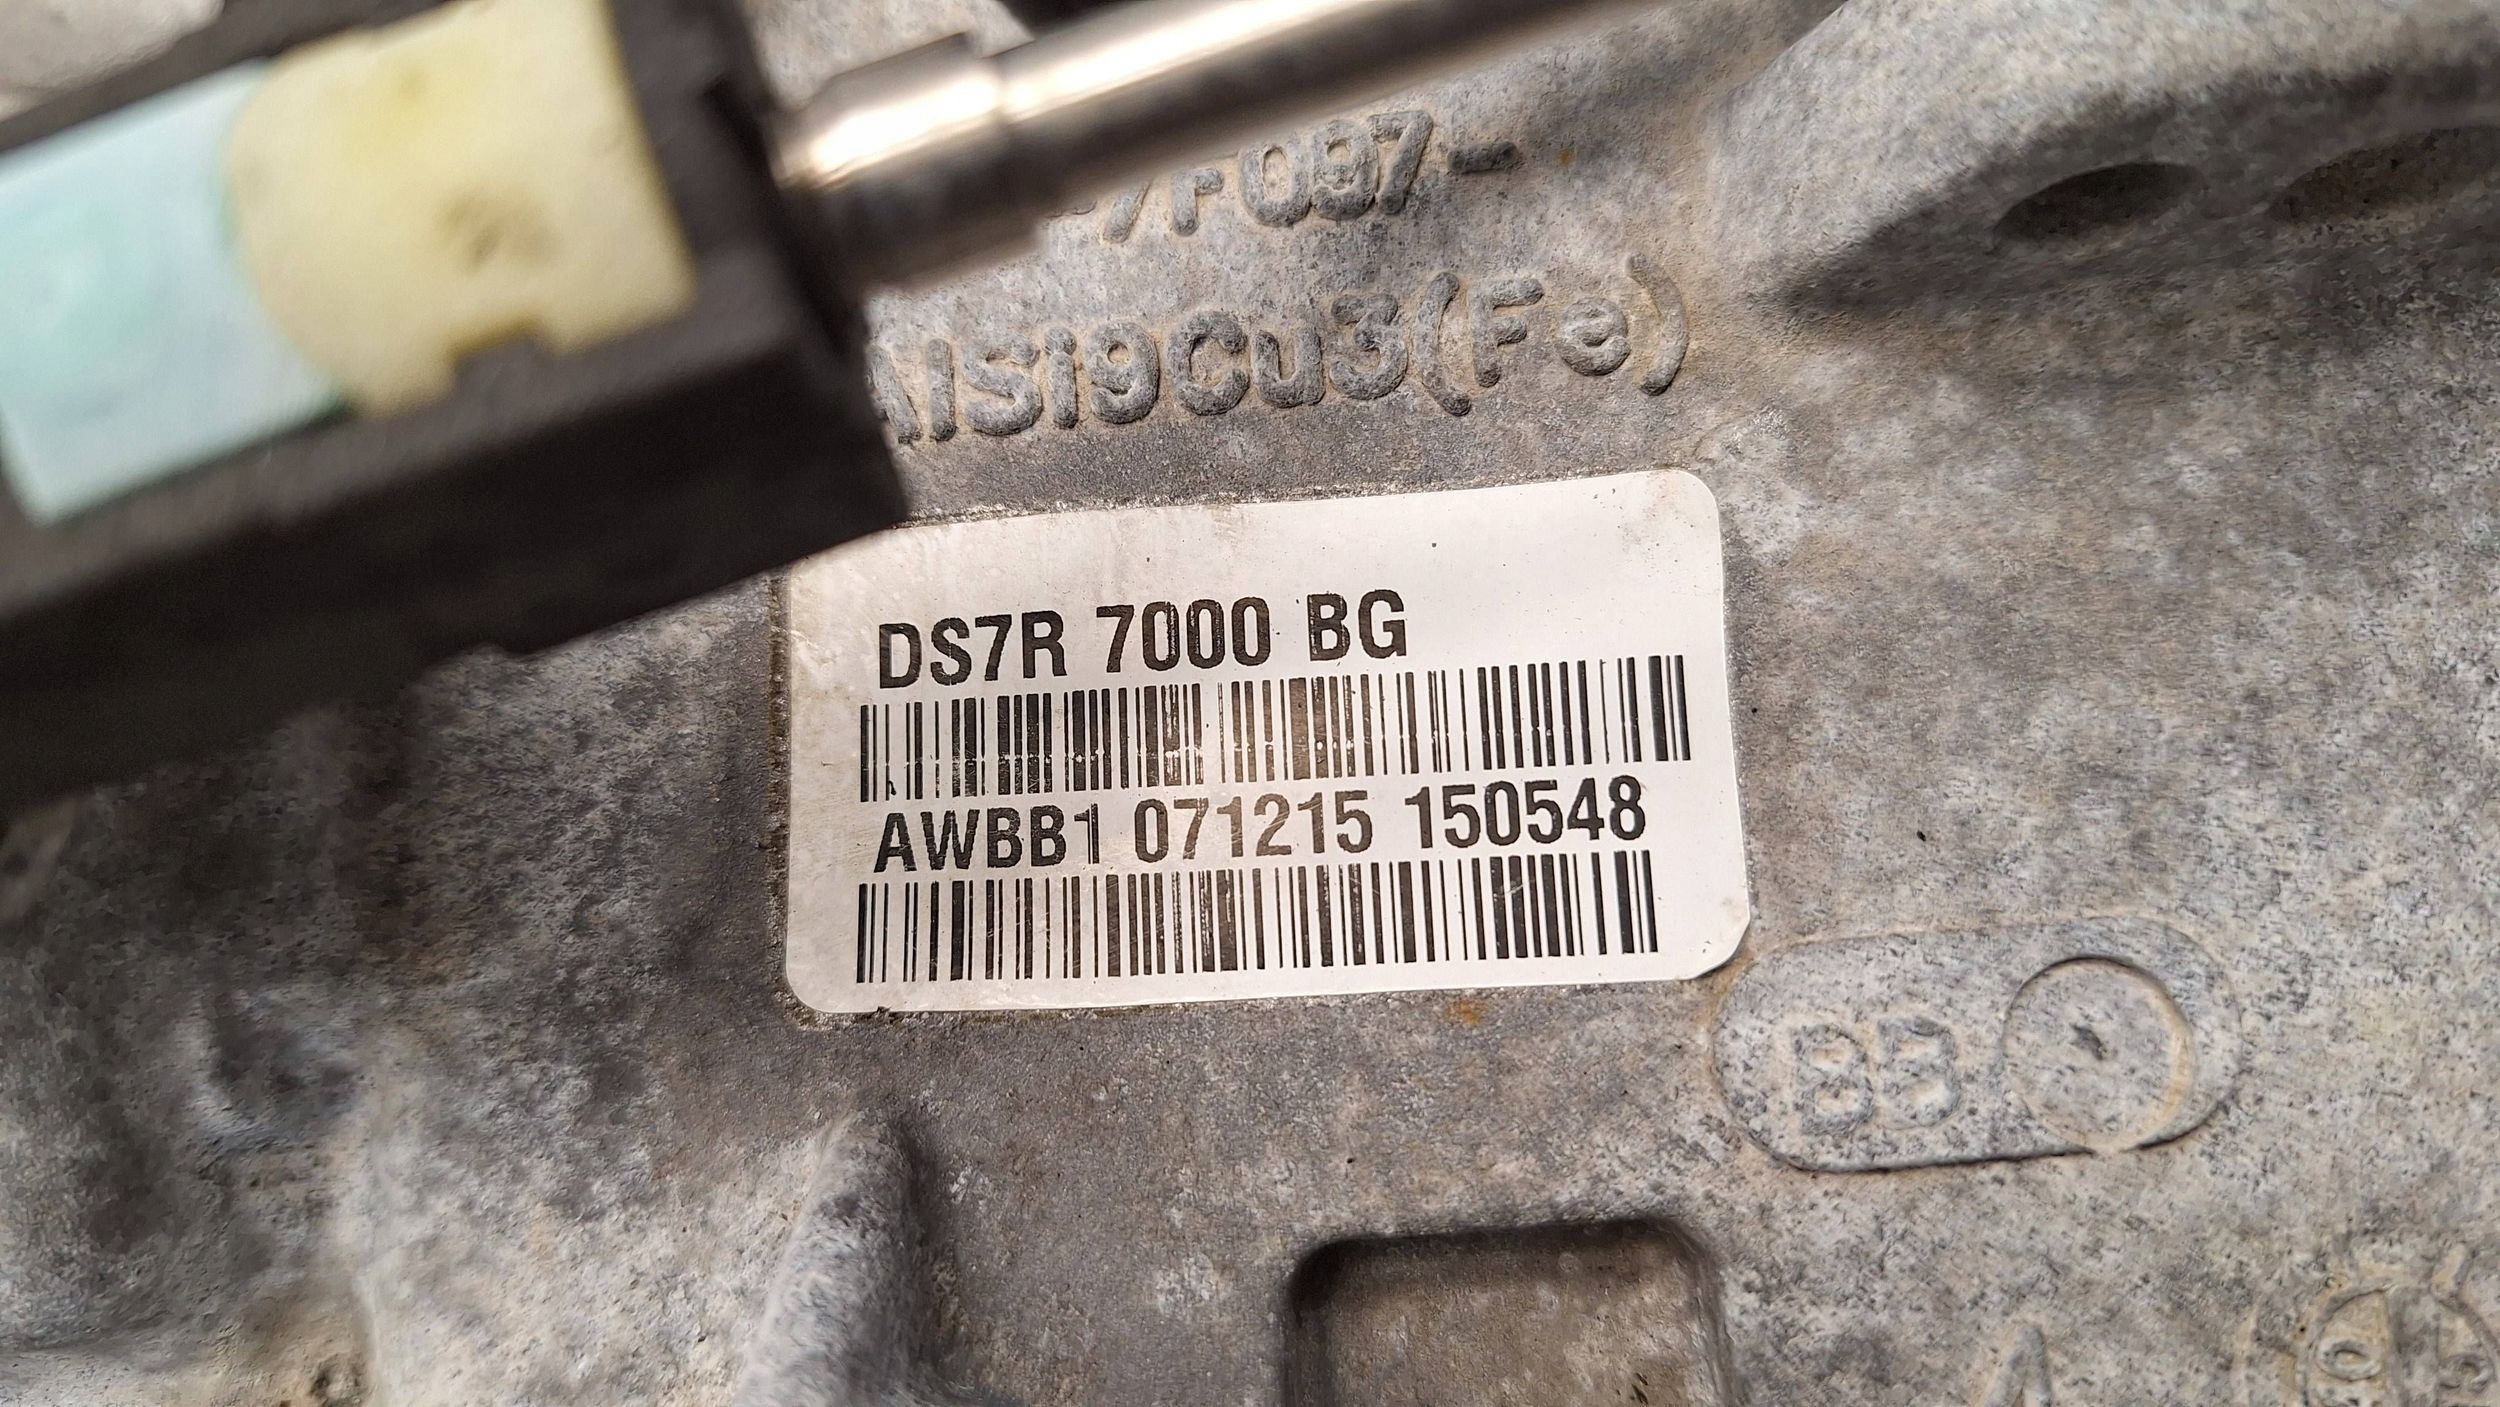 7F097-
AlSi9Cu3(Fe)
DS7R 7000 BG
AWBB1 071215 150548
BB